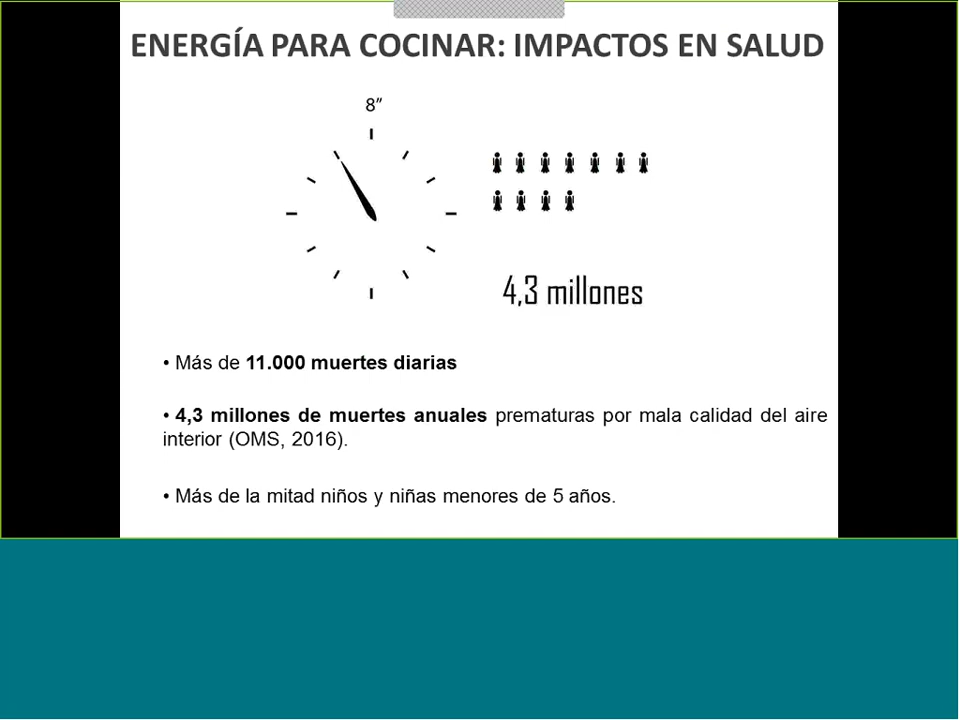 ENERGÍA PARA COCINAR: IMPACTOS EN SALUD
8”
4,3 millones
• Más de 11.000 muertes diarias
• 4,3 millones de muertes anuales prematuras por mala calidad del aire
interior (OMS, 2016).
• Más de la mitad niños y niñas menores de 5 años.